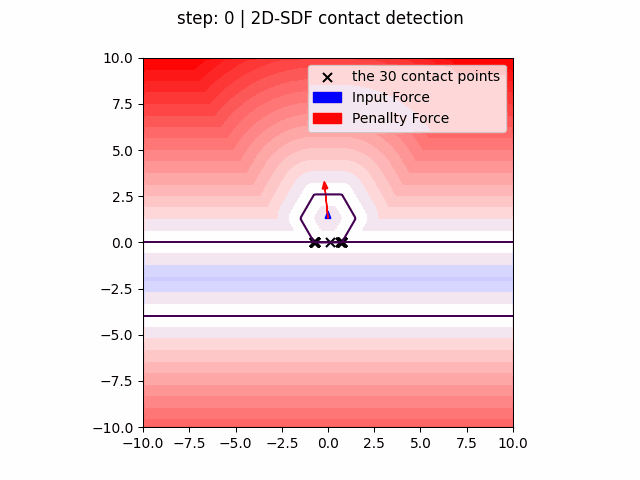 step: 0 | 2D-SDF contact detection
the 30 contact points
Input Force
Penallty Force
10.0
7.5
5.0
2.5
0.0
−2.5
−5.0
−7.5
−10.0
−10.0 −7.5 −5.0 −2.5 0.0 2.5 5.0 7.5 10.0